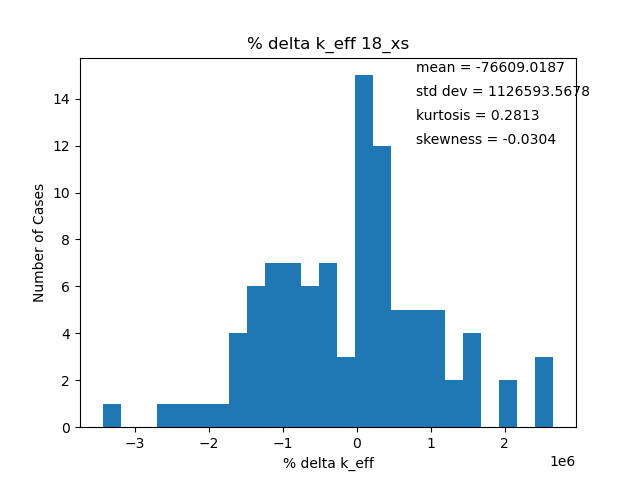 % delta k_eff 18_xs
mean = -76609.0187
std dev = 1126593.5678
kurtosis = 0.2813
skewness = -0.0304
Number of Cases
14
12
10
8
6
4
2
0
−3 −2 −1 0 1 2
1e6
% delta k_eff